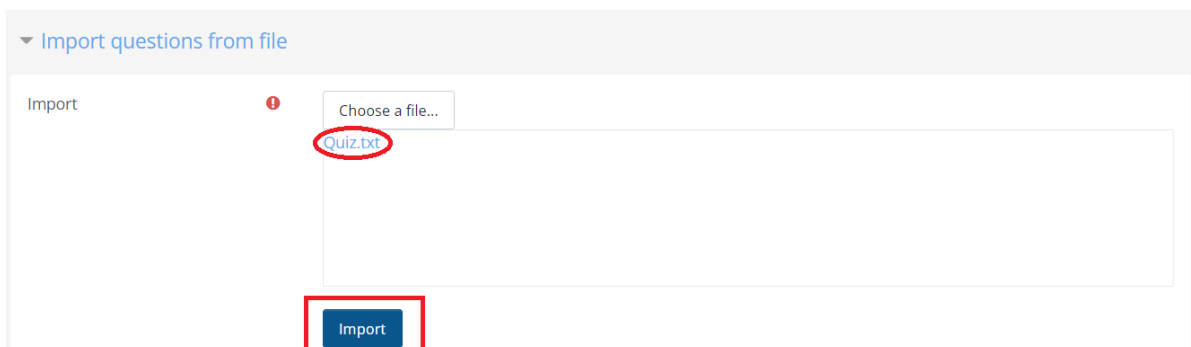 Import questions from file
Import
Choose a file...
Quiz.txt
Import